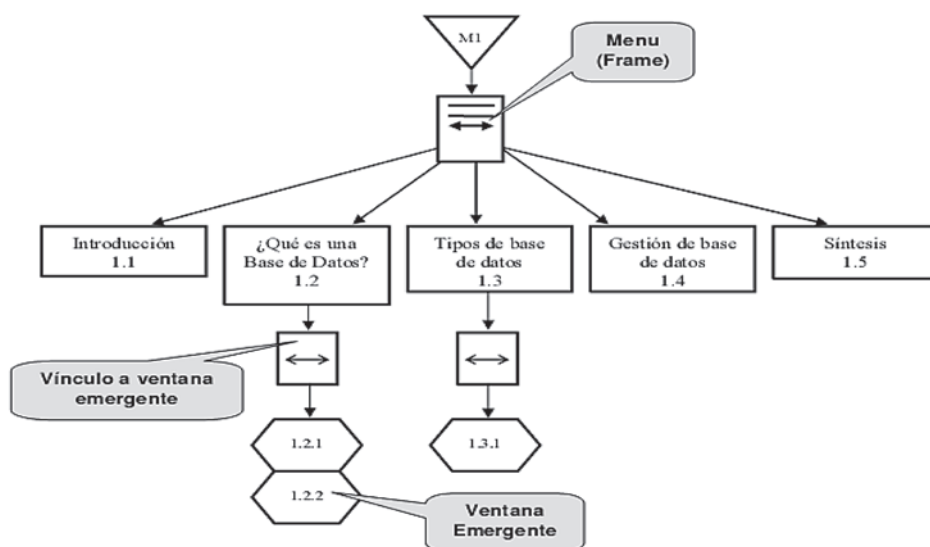 M1
Menu
(Frame)
Introducción
1.1
¿Qué es una
Base de Datos?
1.2
Tipos de base
de datos
1.3
Gestión de base
de datos
1.4
Síntesis
1.5
Vínculo a ventana
emergente
1.2.1
1.3.1
1.2.2
Ventana
Emergente